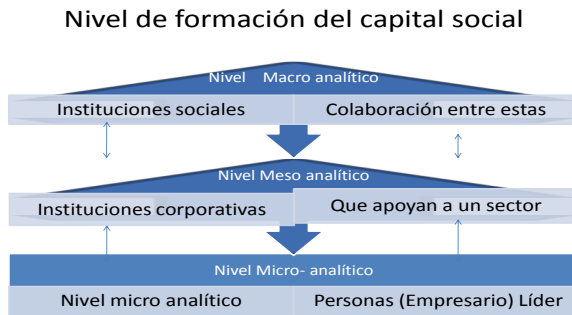 Nivel de formación del capital social
Nivel Macro analítico
Instituciones sociales
Colaboración entre estas
Nivel Meso analítico
Instituciones corporativas
Que apoyan a un sector
Nivel Micro- analítico
Nivel micro analítico
Personas (Empresario) Líder